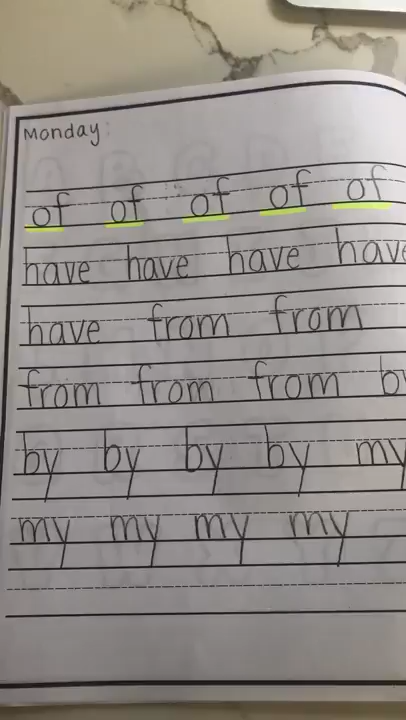 Monday:
of of of of of
have have have have
have from from
from from from by
by by by by my
my my my my